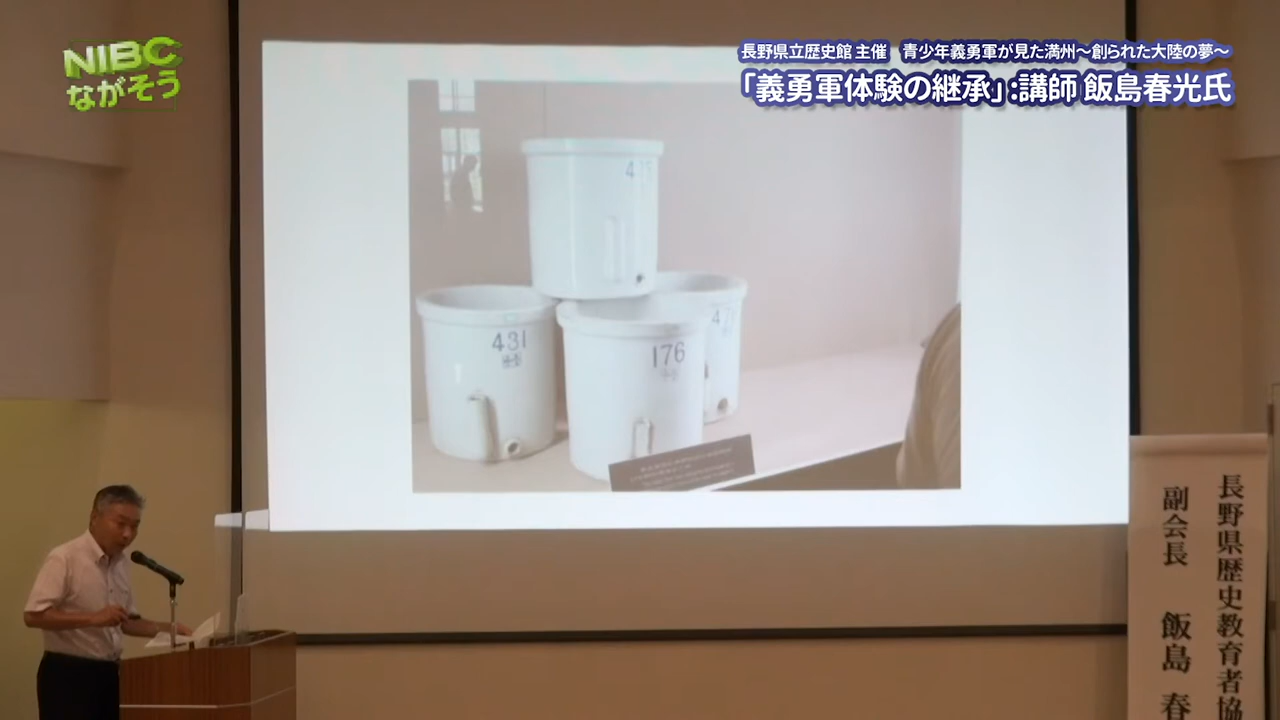 NIBC
ながそう
長野県立歴史館 主催　青少年義勇軍が見た満州～創られた大陸の夢～
「義勇軍体験の継承」:講師 飯島春光氏
431
176
長野県歴史教育者協
副会長　飯島 春